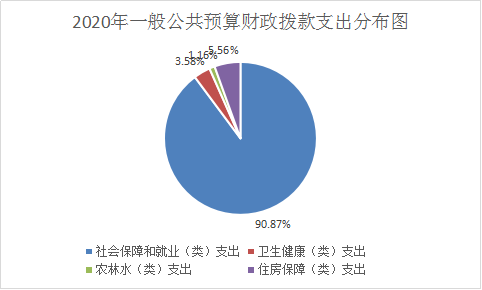 2020年一般公共预算财政拨款支出分布图
5.56%
1.16%
3.58%
90.87%
社会保障和就业（类）支出 卫生健康（类）支出
农林水（类）支出 住房保障（类）支出